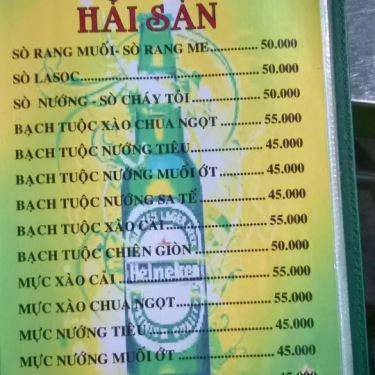 HẢI SẢN
SÒ RANG MUỐI- SÒ RANG ME............ 50.000
SÒ LASOC.................................... 50.000
SÒ NƯỚNG - SÒ CHÁY TỎI.............. 50.000
BẠCH TUỘC XÀO CHUA NGỌT........... 55.000
BẠCH TUỘC NƯỚNG TIÊU................ 45.000
BẠCH TUỘC NƯỚNG MUỐI ỚT........... 45.000
BẠCH TUỘC NƯỚNG SA TẾ............... 45.000
BẠCH TUỘC XÀO CẢI...................... 55.000
BẠCH TUỘC CHIÊN GIÒN................. 50.000
MỰC XÀO CẢI............................... 55.000
MỰC XÀO CHUA NGỌT.................... 55.000
MỰC NƯỚNG TIÊU......................... 45.000
MỰC NƯỚNG MUỐI ỚT.................... 45.000
LAGER
Heineken